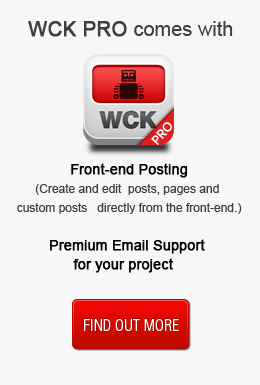 WCK PRO comes with
WCK
PRO
Front-end Posting
(Create and edit posts, pages and
custom posts directly from the front-end.)
Premium Email Support
for your project
FIND OUT MORE